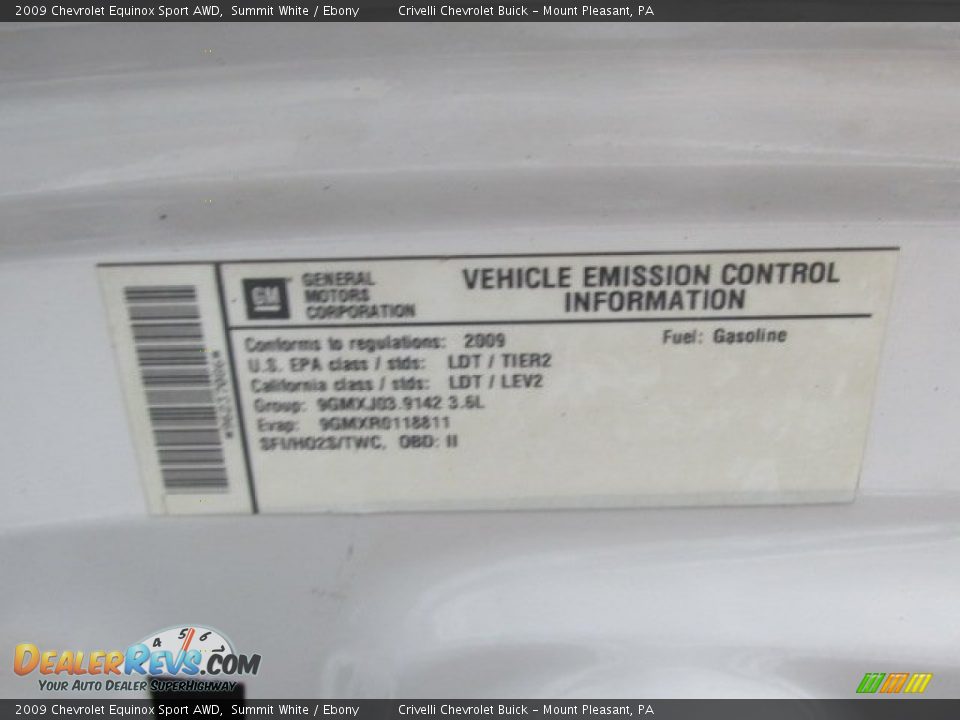 2009 Chevrolet Equinox Sport AWD, Summit White / Ebony Crivelli Chevrolet Buick - Mount Pleasant, PA
GM GENERAL MOTORS CORPORATION
VEHICLE EMISSION CONTROL
INFORMATION
Conforms to regulations: 2009 Fuel: Gasoline
U.S. EPA class / stds: LDT / TIER2
California class / stds: LDT / LEV2
Group: 9GMXJ03.9142 3.6L
Evap: 9GMXR0118811
SFI/HO2S/TWC, OBD: II
4 5 6
DEALERREVS.COM
YOUR AUTO DEALER SUPERHIGHWAY
2009 Chevrolet Equinox Sport AWD, Summit White / Ebony Crivelli Chevrolet Buick - Mount Pleasant, PA